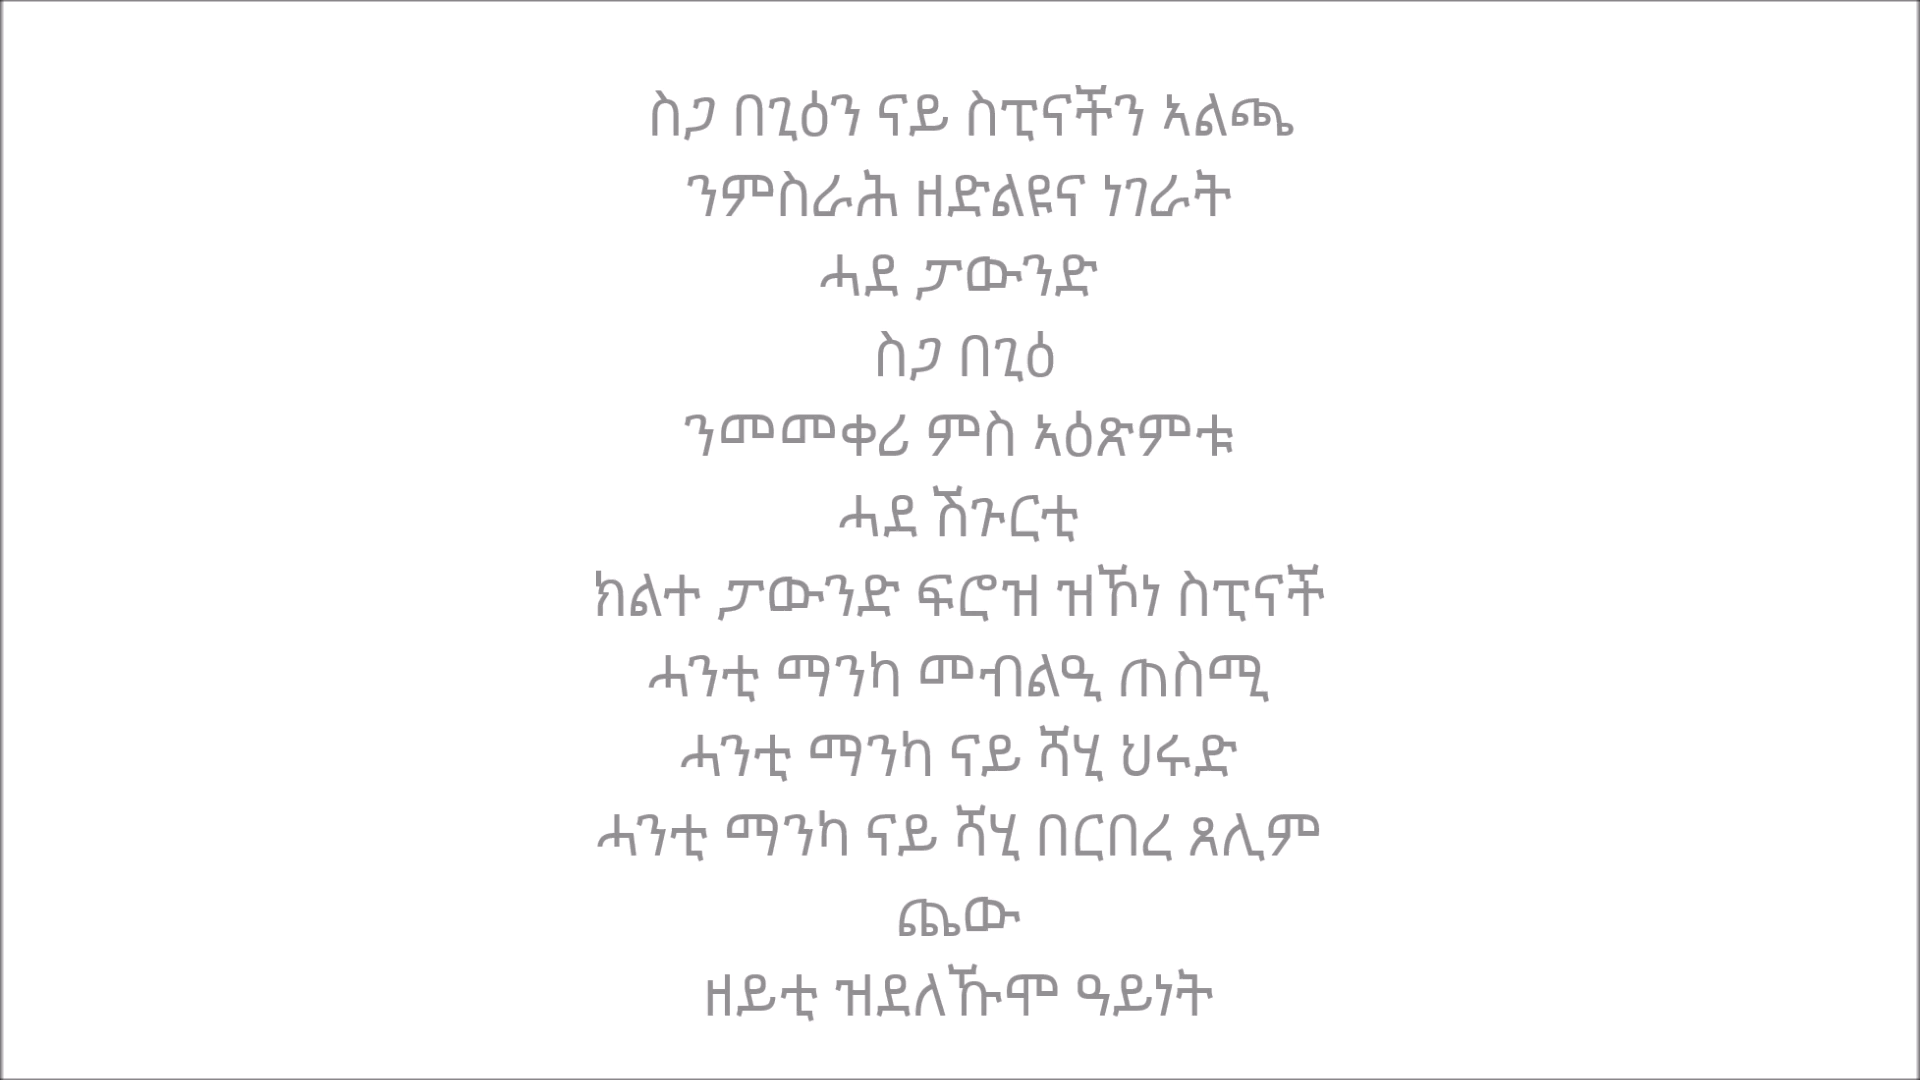 ስጋ በጊዕን ናይ ስፒናችን ኣልጫ
ንምስራሕ ዘድልዩና ነገራት
ሓደ ፓውንድ
ስጋ በጊዕ
ንመመቀሪ ምስ ኣዕጽምቱ
ሓደ ሽጉርቲ
ክልተ ፓውንድ ፍሮዝ ዝኾነ ስፒናች
ሓንቲ ማንካ መብልዒ ጠስሚ
ሓንቲ ማንካ ናይ ሻሂ ህሩድ
ሓንቲ ማንካ ናይ ሻሂ በርበረ ጸሊም
ጨው
ዘይቲ ዝደለኹሞ ዓይነት